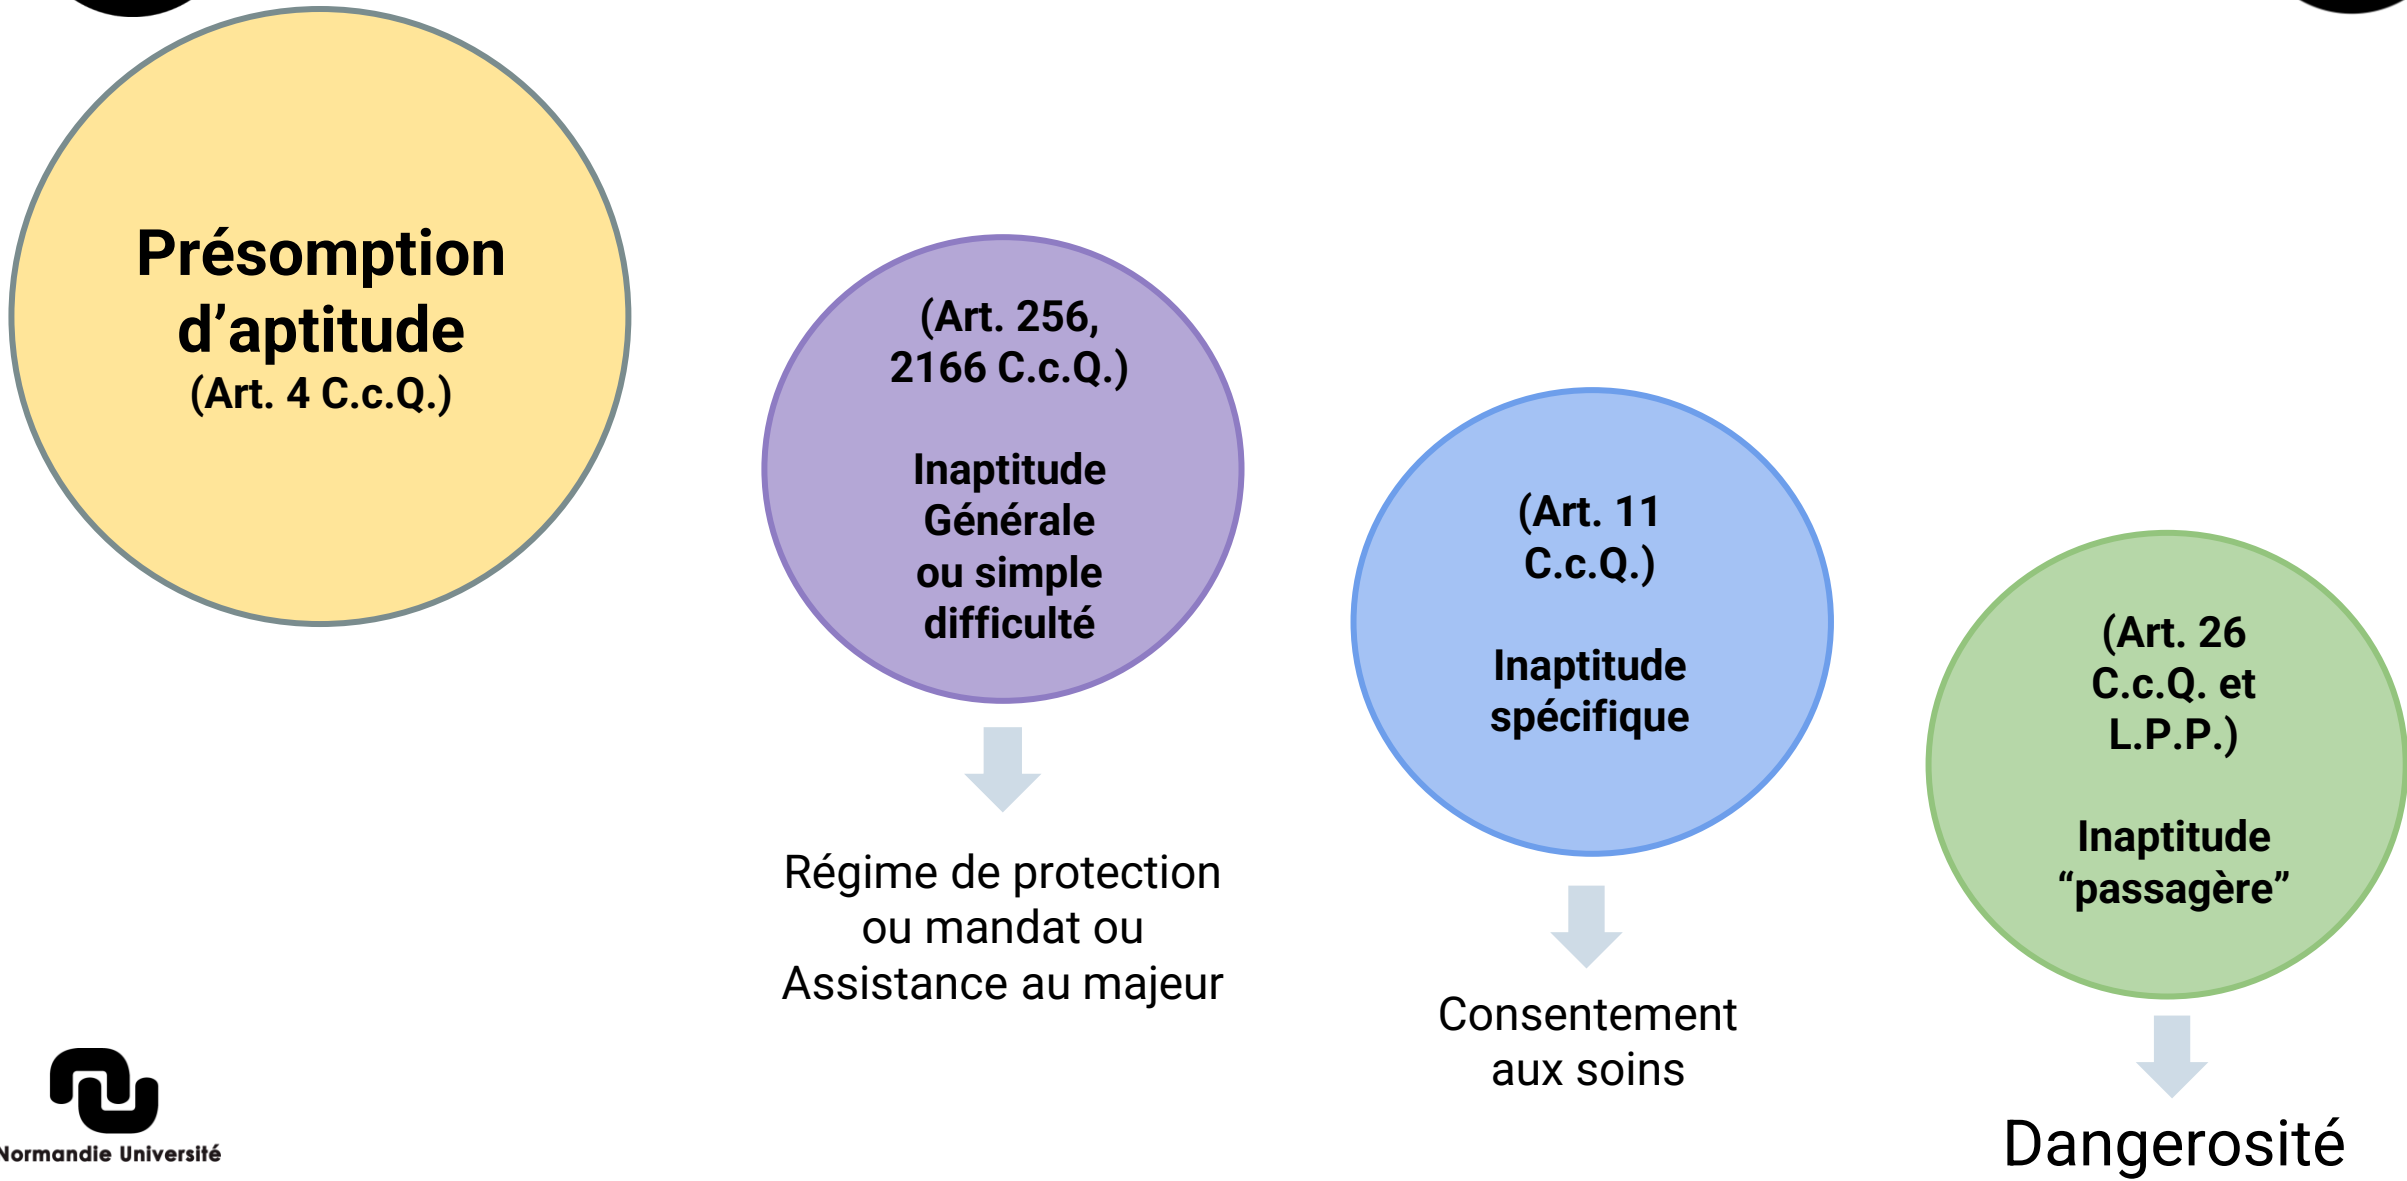 Présomption
d’aptitude
(Art. 4 C.c.Q.)
(Art. 256,
2166 C.c.Q.)
Inaptitude
Générale
ou simple
difficulté
Régime de protection
ou mandat ou
Assistance au majeur
(Art. 11
C.c.Q.)
Inaptitude
spécifique
Consentement
aux soins
(Art. 26
C.c.Q. et
L.P.P.)
Inaptitude
“passagère”
Dangerosité
Normandie Université